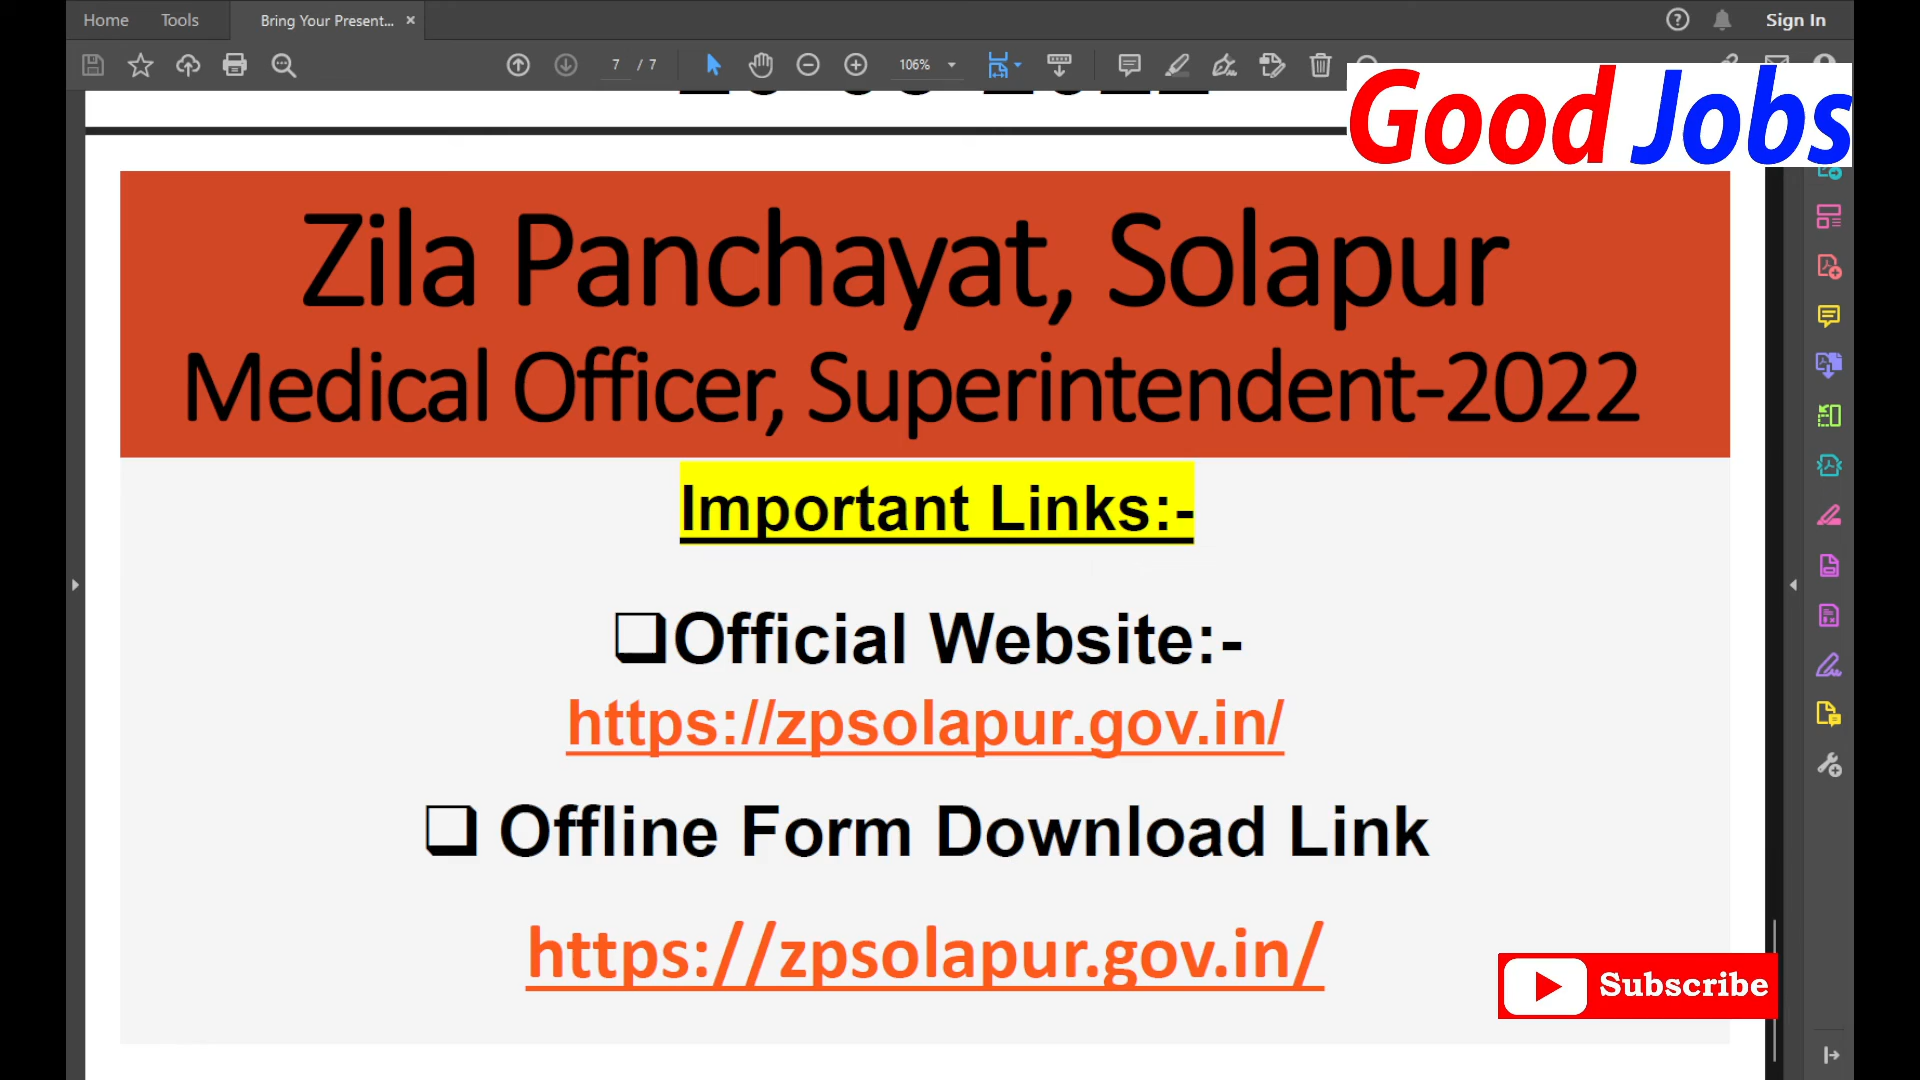 Home Tools Bring Your Present... × Sign In
7 / 7 106%
Good Jobs
Zila Panchayat, Solapur
Medical Officer, Superintendent-2022
Important Links:-
❑Official Website:-
https://zpsolapur.gov.in/
❑ Offline Form Download Link
https://zpsolapur.gov.in/
Subscribe